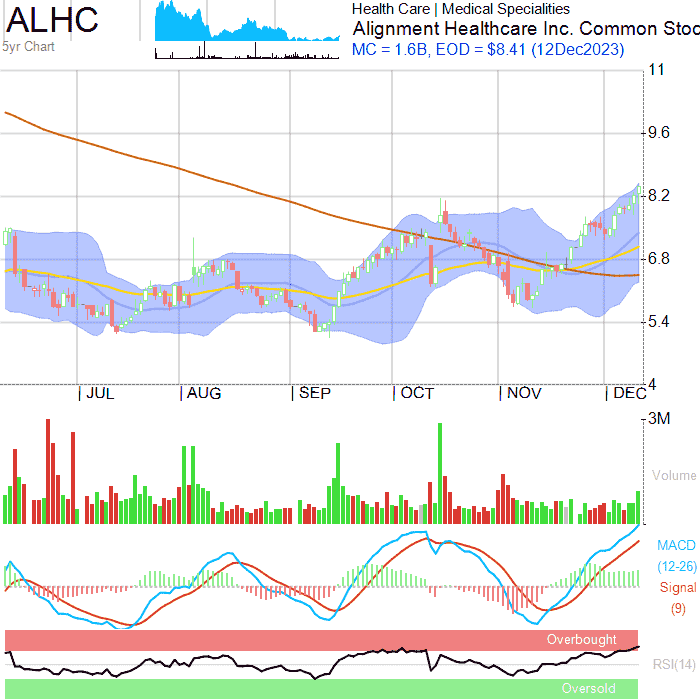 ALHC
5yr Chart
Health Care | Medical Specialities
Alignment Healthcare Inc. Common Stoc
MC = 1.6B, EOD = $8.41 (12Dec2023)
11
9.6
8.2
6.8
5.4
4
JUL AUG SEP OCT NOV DEC
3M
Volume
MACD
(12-26)
Signal
(9)
Overbought
RSI(14)
Oversold